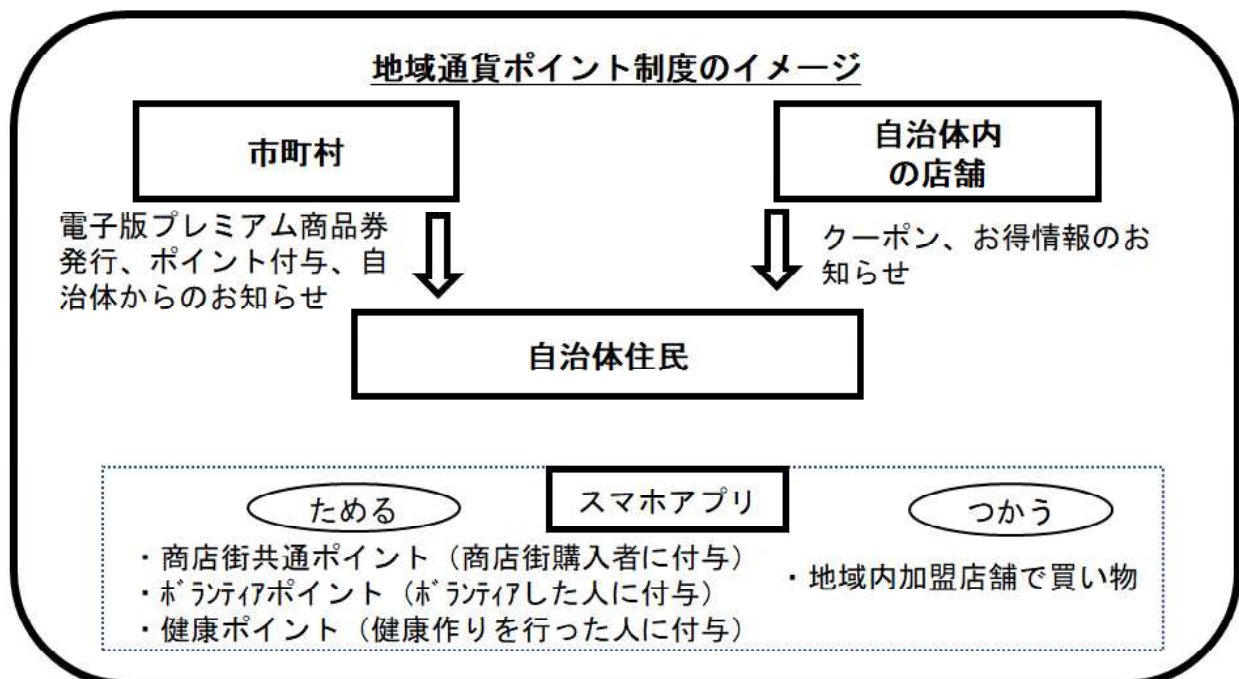 地域通貨ポイント制度のイメージ
市町村
自治体内
の店舗
電子版プレミアム商品券
発行、ポイント付与、自
治体からのお知らせ
クーポン、お得情報のお
知らせ
自治体住民
スマホアプリ
ためる
・商店街共通ポイント（商店街購入者に付与）
・ﾎﾞﾗﾝﾃｨｱポイント（ﾎﾞﾗﾝﾃｨｱした人に付与）
・健康ポイント（健康作りを行った人に付与）
つかう
・地域内加盟店舗で買い物